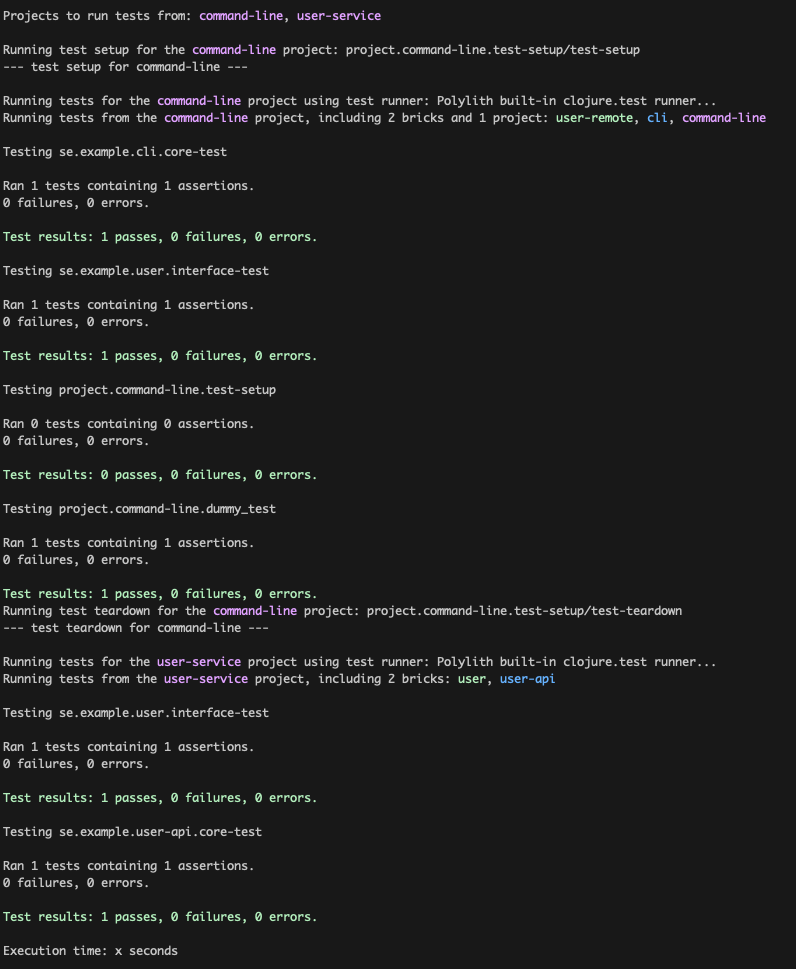 Projects to run tests from: command-line, user-service
Running test setup for the command-line project: project.command-line.test-setup/test-setup
--- test setup for command-line ---
Running tests for the command-line project using test runner: Polylith built-in clojure.test runner...
Running tests from the command-line project, including 2 bricks and 1 project: user-remote, cli, command-line
Testing se.example.cli.core-test
Ran 1 tests containing 1 assertions.
0 failures, 0 errors.
Test results: 1 passes, 0 failures, 0 errors.
Testing se.example.user.interface-test
Ran 1 tests containing 1 assertions.
0 failures, 0 errors.
Test results: 1 passes, 0 failures, 0 errors.
Testing project.command-line.test-setup
Ran 0 tests containing 0 assertions.
0 failures, 0 errors.
Test results: 0 passes, 0 failures, 0 errors.
Testing project.command-line.dummy_test
Ran 1 tests containing 1 assertions.
0 failures, 0 errors.
Test results: 1 passes, 0 failures, 0 errors.
Running test teardown for the command-line project: project.command-line.test-setup/test-teardown
--- test teardown for command-line ---
Running tests for the user-service project using test runner: Polylith built-in clojure.test runner...
Running tests from the user-service project, including 2 bricks: user, user-api
Testing se.example.user.interface-test
Ran 1 tests containing 1 assertions.
0 failures, 0 errors.
Test results: 1 passes, 0 failures, 0 errors.
Testing se.example.user-api.core-test
Ran 1 tests containing 1 assertions.
0 failures, 0 errors.
Test results: 1 passes, 0 failures, 0 errors.
Execution time: x seconds